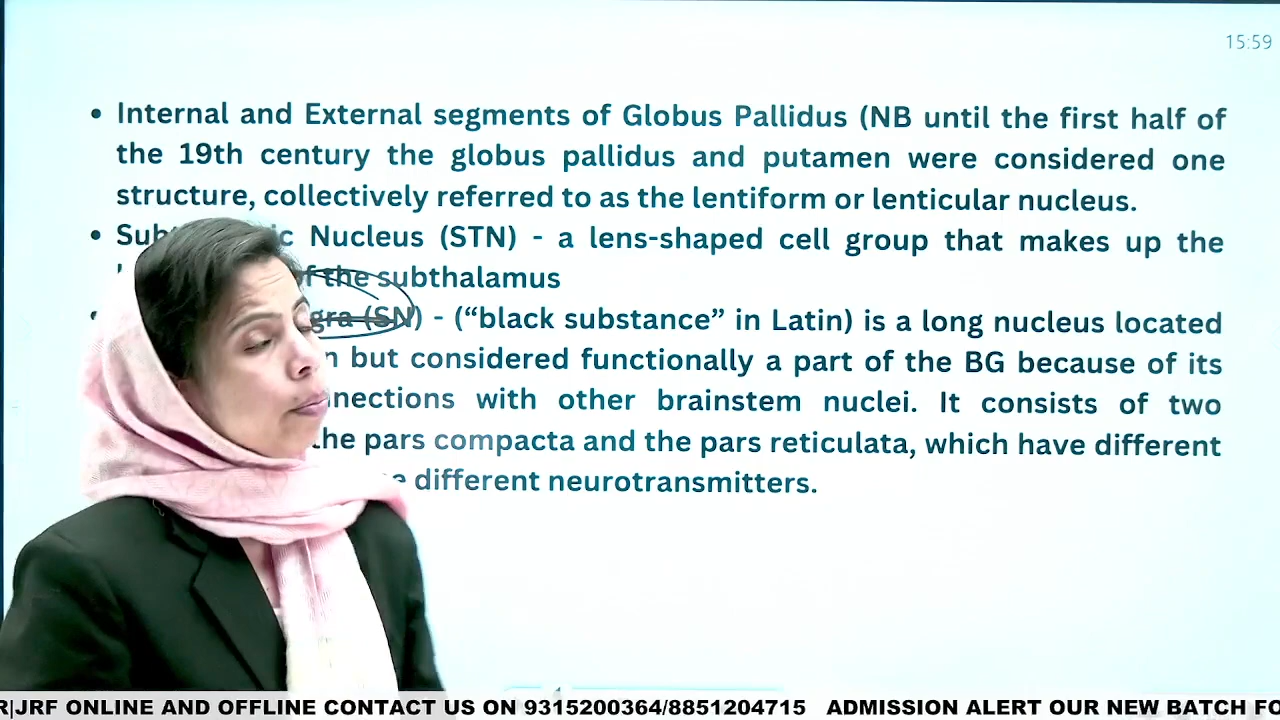 15:59
• Internal and External segments of Globus Pallidus (NB until the first half of
the 19th century the globus pallidus and putamen were considered one
structure, collectively referred to as the lentiform or lenticular nucleus.
• Nucleus (STN) - a lens-shaped cell group that makes up the
of the subthalamus
(SN) - (“black substance” in Latin) is a long nucleus located
but considered functionally a part of the BG because of its
with other brainstem nuclei. It consists of two
the pars compacta and the pars reticulata, which have different
different neurotransmitters.
R|JRF ONLINE AND OFFLINE CONTACT US ON 9315200364/8851204715 ADMISSION ALERT OUR NEW BATCH FO